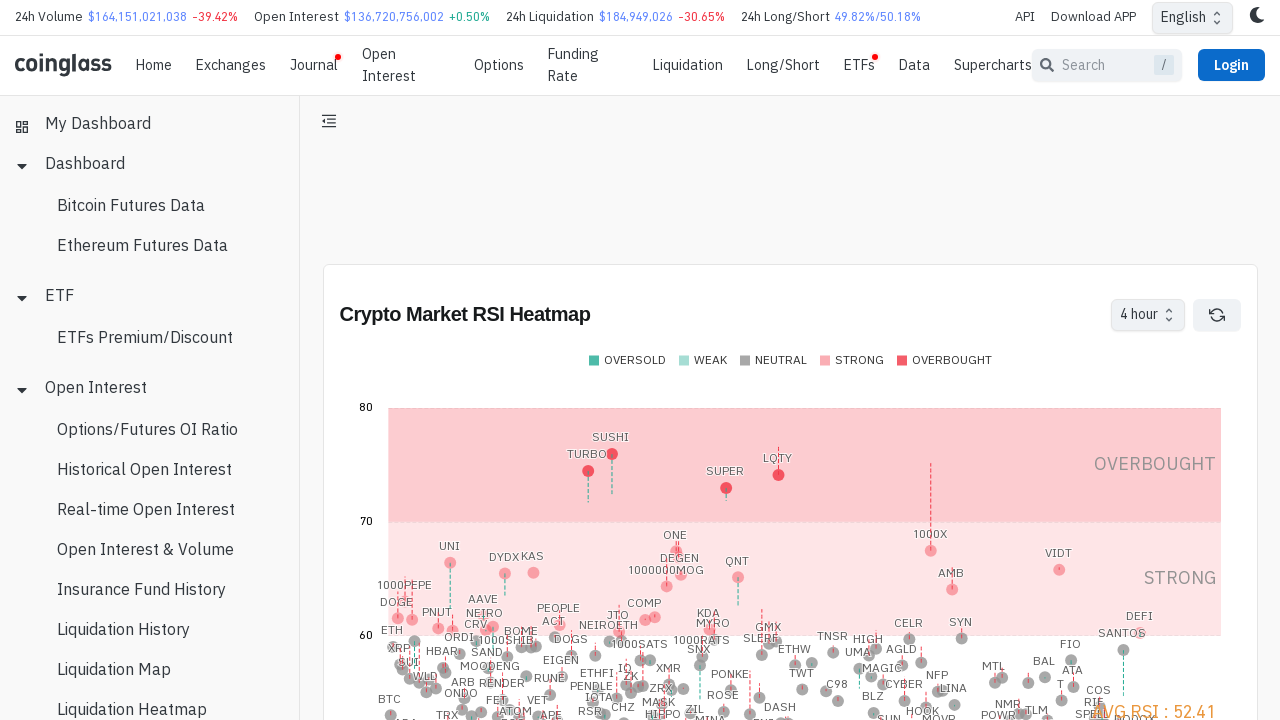 24h Volume $164,151,021,038 -39.42% Open Interest $136,720,756,002 +0.50% 24h Liquidation $184,949,026 -30.65% 24h Long/Short 49.82%/50.18% API Download APP English
coinglass Home Exchanges Journal Open Interest Options Funding Rate Liquidation Long/Short ETFs Data Supercharts Search / Login
My Dashboard
Dashboard
Bitcoin Futures Data
Ethereum Futures Data
ETF
ETFs Premium/Discount
Open Interest
Options/Futures OI Ratio
Historical Open Interest
Real-time Open Interest
Open Interest & Volume
Insurance Fund History
Liquidation History
Liquidation Map
Liquidation Heatmap
Crypto Market RSI Heatmap 4 hour
OVERSOLD WEAK NEUTRAL STRONG OVERBOUGHT
80
SUSHI
TURBO LQTY OVERBOUGHT
SUPER
70
ONE 1000X
UNI DYDX KAS DEGEN QNT VIDT
1000000MOG AMB STRONG
1000PEPE
DOGE AAVE COMP
PNUT NEIRO PEOPLE JTO KDA DEFI
CRV ACT NEIROETH MYRO GMX CELR SYN
60 ETH BOME SANTOS
ORDI 1000SHIB DOGS 1000SATS 1000RATS SLERF TNSR HIGH FIO
XRP HBAR SAND SNX ETHW UMA AGLD
SUI MOODENG EIGEN XMR MAGIC MTL BAL
WLD RUNE ETHFI ZK PONKE TWT NFP ATA
ARB RENDER PENDLE ZRX C98 CYBER LINA T
BTC ONDO FET VET IOTA MASK ROSE BLZ COS
TRX ATOM APE RSR CHZ ZIL DASH HOOK NMR RIF
AVG RSI : 52.41